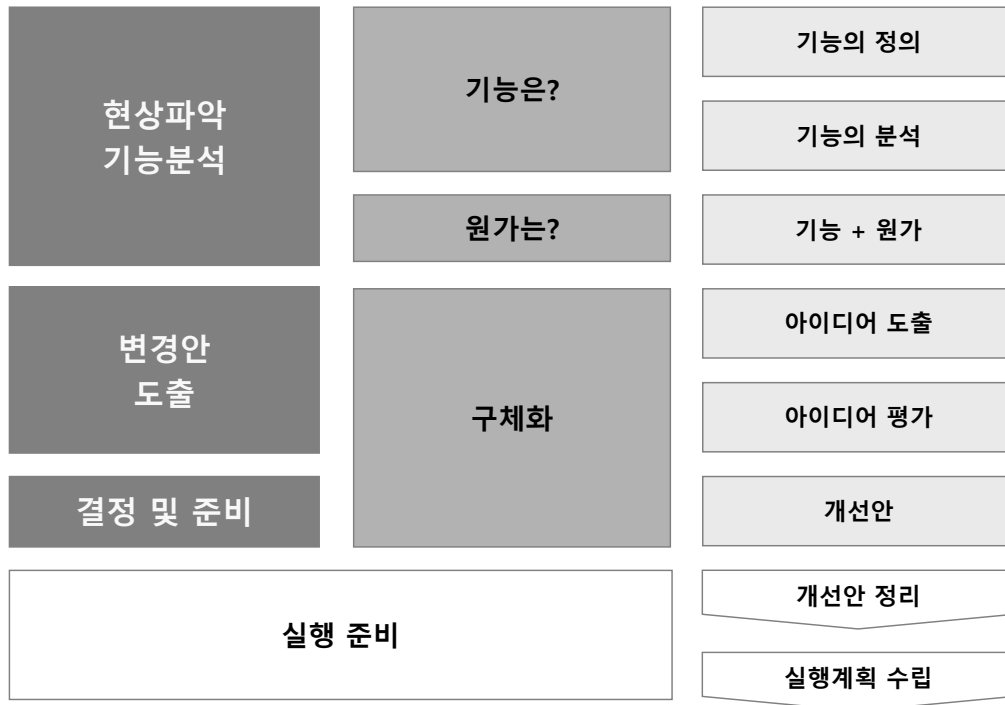 현상파악
기능분석
기능은?
원가는?
기능의 정의
기능의 분석
기능 + 원가
변경안
도출
구체화
아이디어 도출
아이디어 평가
결정 및 준비
개선안
실행 준비
개선안 정리
실행계획 수립